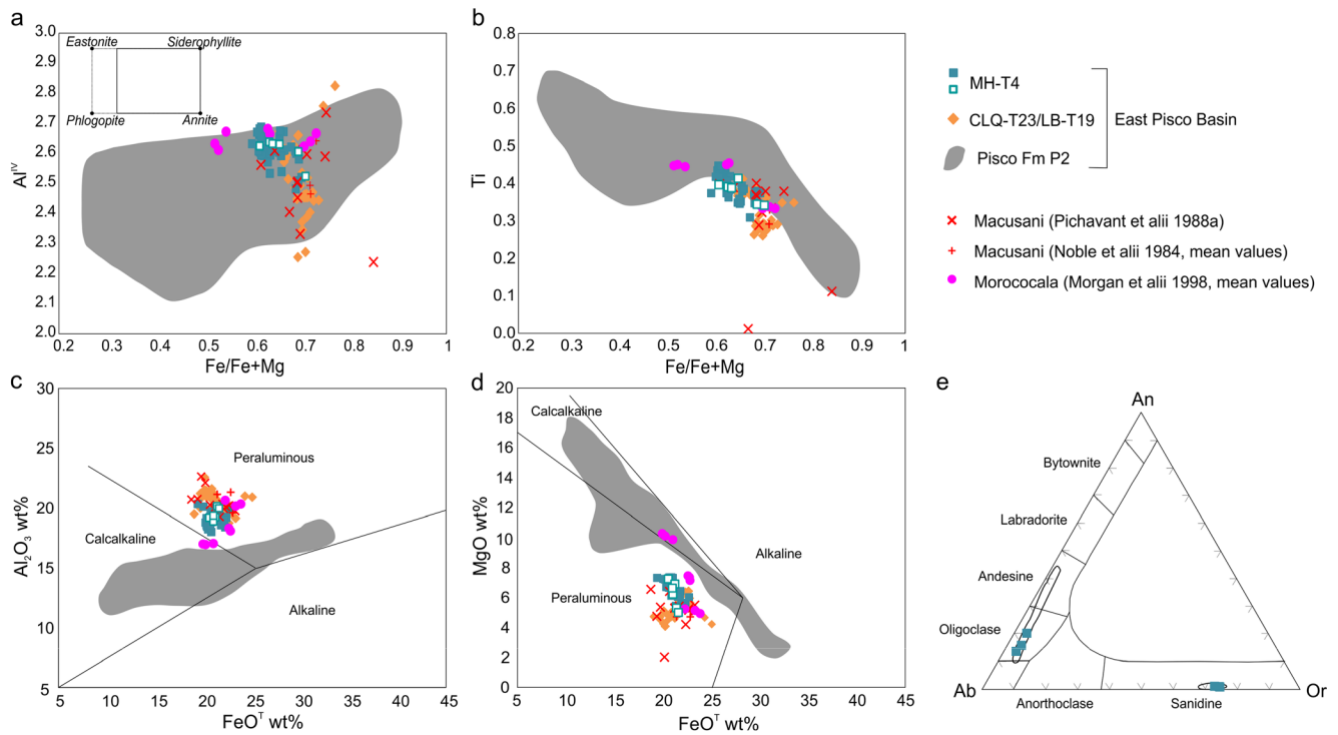 a
Eastonite
Siderophyllite
Phlogopite
Annite
3.0
2.9
2.8
2.7
2.6
2.5
2.4
2.3
2.2
2.1
2.0
Al^IV
0.2
0.3
0.4
0.5
0.6
0.7
0.8
0.9
1
Fe/Fe+Mg
b
0.8
0.7
0.6
0.5
0.4
0.3
0.2
0.1
0.0
Ti
0.2
0.3
0.4
0.5
0.6
0.7
0.8
0.9
1
Fe/Fe+Mg
MH-T4
CLQ-T23/LB-T19
Pisco Fm P2
East Pisco Basin
Macusani (Pichavant et alii 1988a)
Macusani (Noble et alii 1984, mean values)
Morococala (Morgan et alii 1998, mean values)
c
30
25
20
15
10
5
Al₂O₃ wt%
Peraluminous
Calcalkaline
Alkaline
5
10
15
20
25
30
35
40
45
FeO^T wt%
d
20
18
16
14
12
10
8
6
4
2
0
MgO wt%
Calcalkaline
Alkaline
Peraluminous
5
10
15
20
25
30
35
40
45
FeO^T wt%
e
An
Bytownite
Labradorite
Andesine
Oligoclase
Ab
Or
Anorthoclase
Sanidine